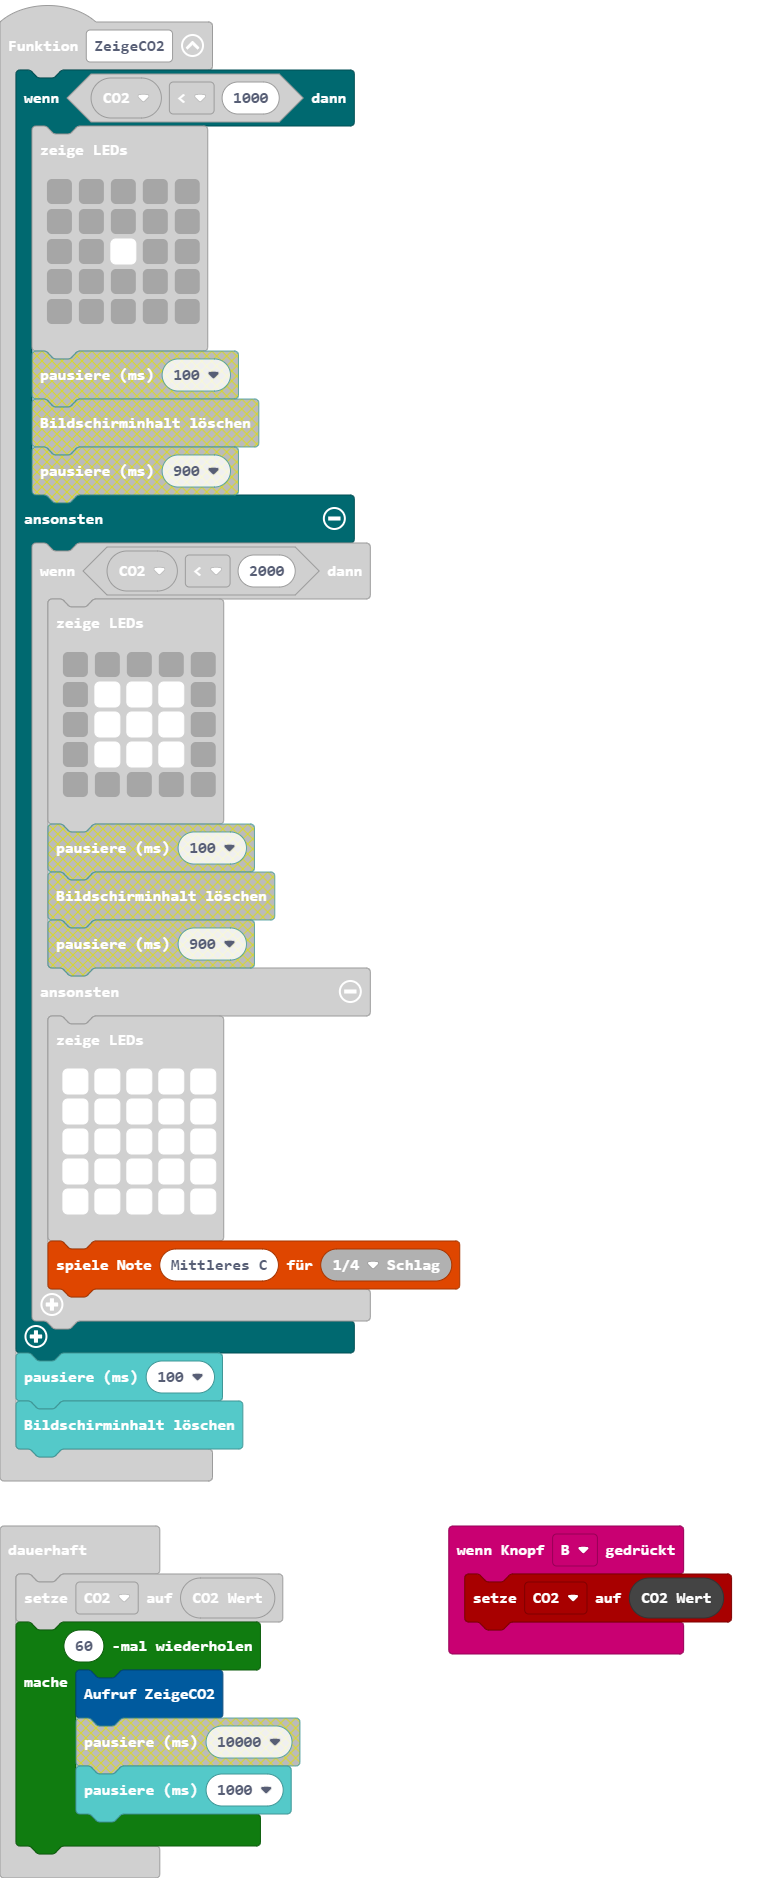 Funktion ZeigeCO2
wenn CO2 < 1000 dann
zeige LEDs
pausiere (ms) 100
Bildschirminhalt löschen
pausiere (ms) 900
ansonsten
wenn CO2 < 2000 dann
zeige LEDs
pausiere (ms) 100
Bildschirminhalt löschen
pausiere (ms) 900
ansonsten
zeige LEDs
spiele Note Mittleres C für 1/4 Schlag
pausiere (ms) 100
Bildschirminhalt löschen
dauerhaft
setze CO2 auf CO2 Wert
60 -mal wiederholen
mache
Aufruf ZeigeCO2
pausiere (ms) 10000
pausiere (ms) 1000
wenn Knopf B gedrückt
setze CO2 auf CO2 Wert